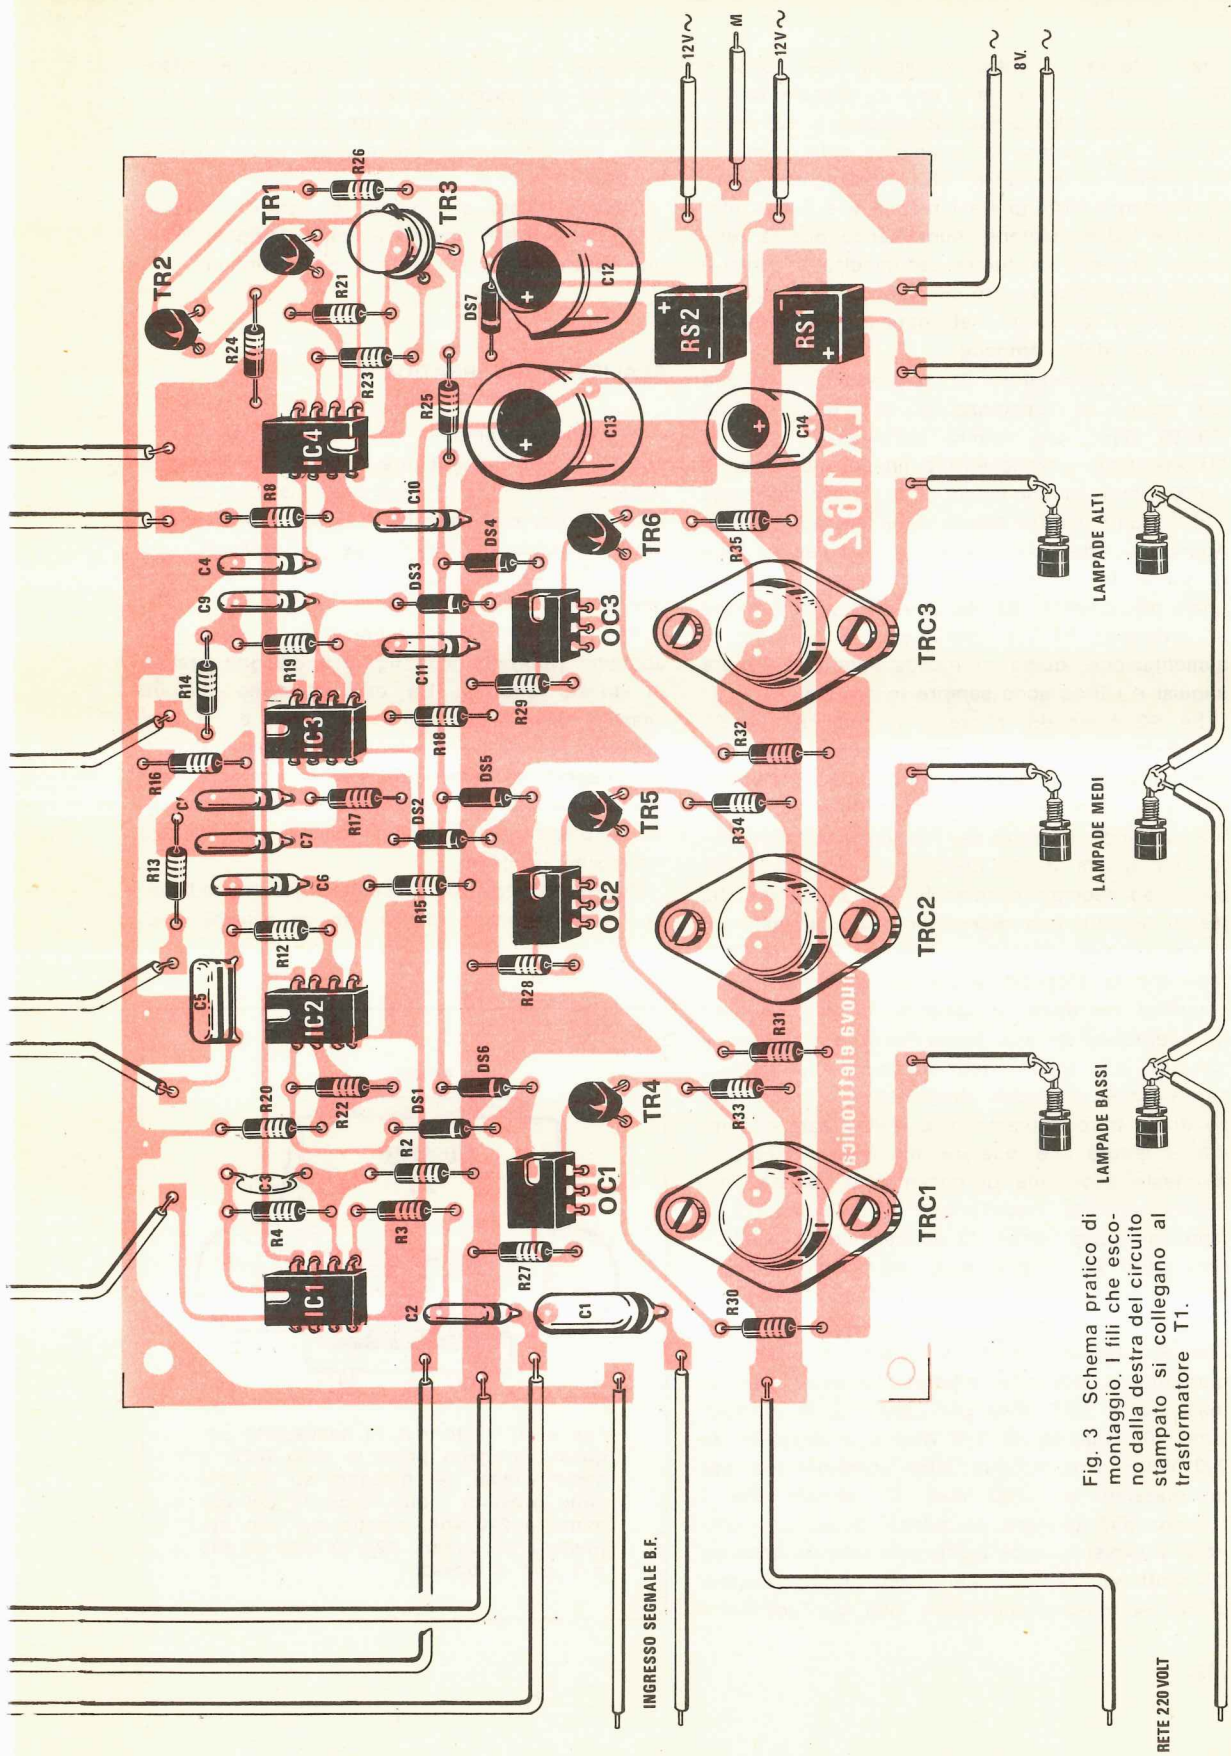 TR2
TR1
R26
TR3
R24
R21
R23
DS7
C12
R25
C13
IC4
R8
C10
DS4
C4
C9
DS3
R19
C11
R14
IC3
R18
R29
OC3
TR6
R35
C14
RS2
+
-
RS1
-
+
+
+
+
12V~
M
12V~
8V.
~
~
LX 162
R16
C7
R17
DS5
DS2
R13
C6
R15
R12
C5
IC2
R28
OC2
TR5
R34
R32
TRC3
R20
R22
DS1
DS6
R2
C3
R4
R3
IC1
R27
OC1
TR4
R33
R31
TRC2
C2
C1
R30
TRC1
nuova elettronica
LAMPADE BASSI
LAMPADE MEDI
LAMPADE ALTI
INGRESSO SEGNALE B.F.
RETE 220 VOLT
Fig. 3 Schema pratico di
montaggio. I fili che esco-
no dalla destra del circuito
stampato si collegano al
trasformatore T1.